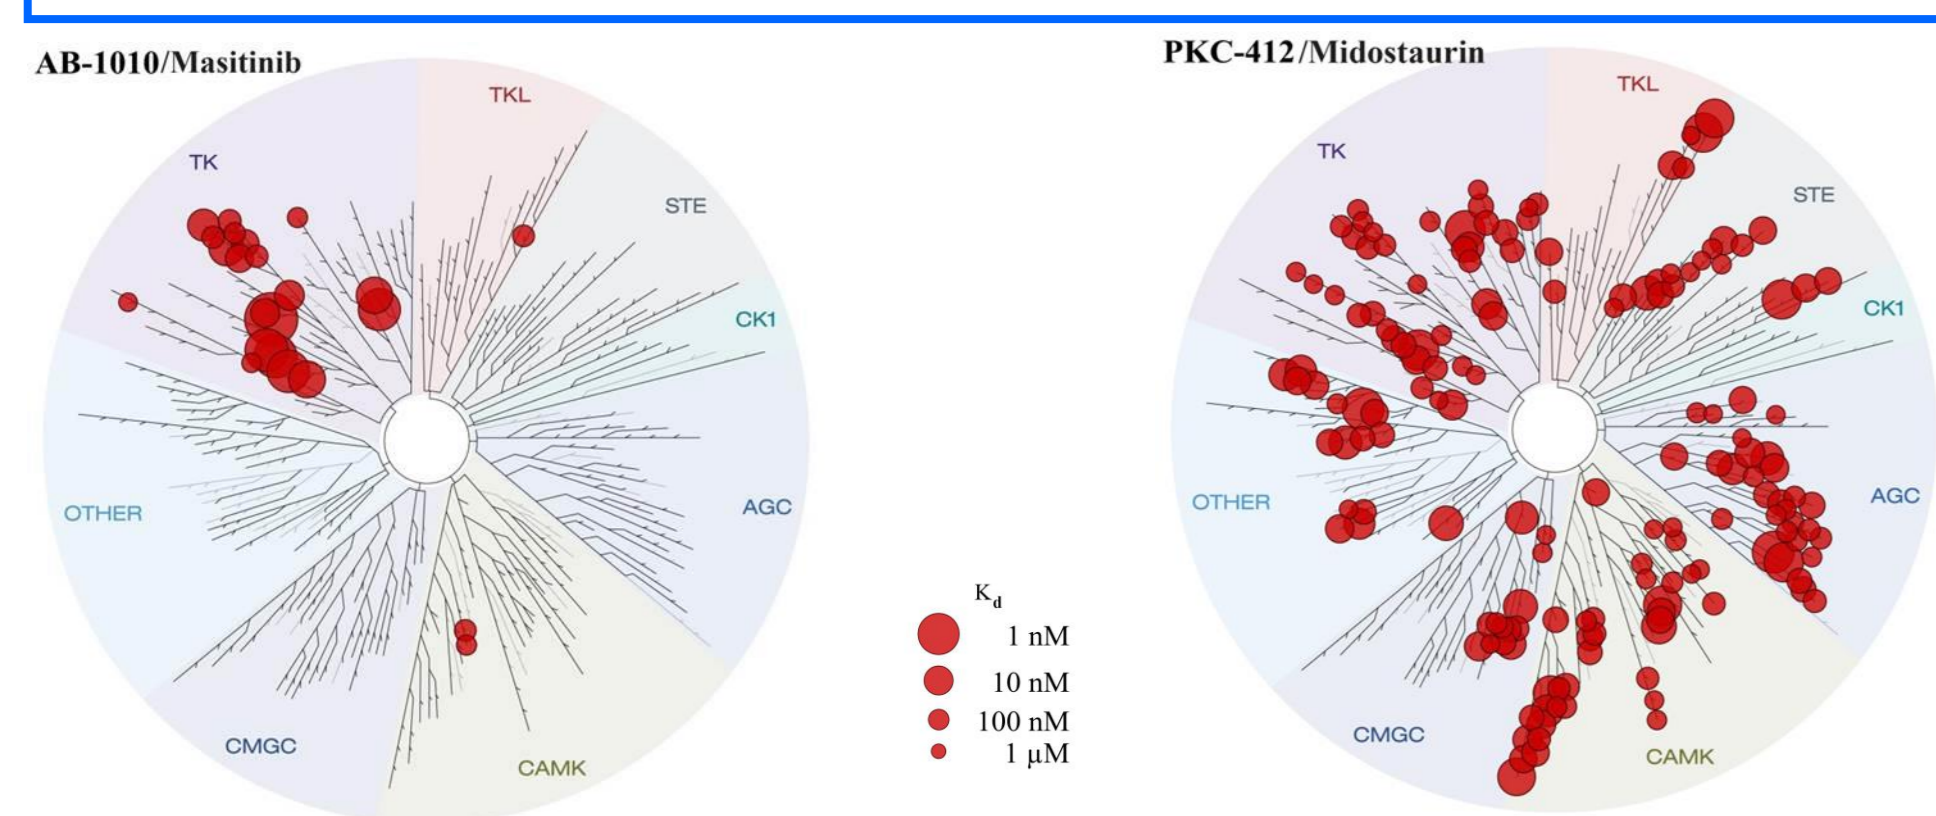 AB-1010/Masitinib
TKL
TK
STE
CK1
AGC
OTHER
CMGC
CAMK
Kd
1 nM
10 nM
100 nM
1 µM
PKC-412/Midostaurin
TKL
TK
STE
CK1
AGC
OTHER
CMGC
CAMK